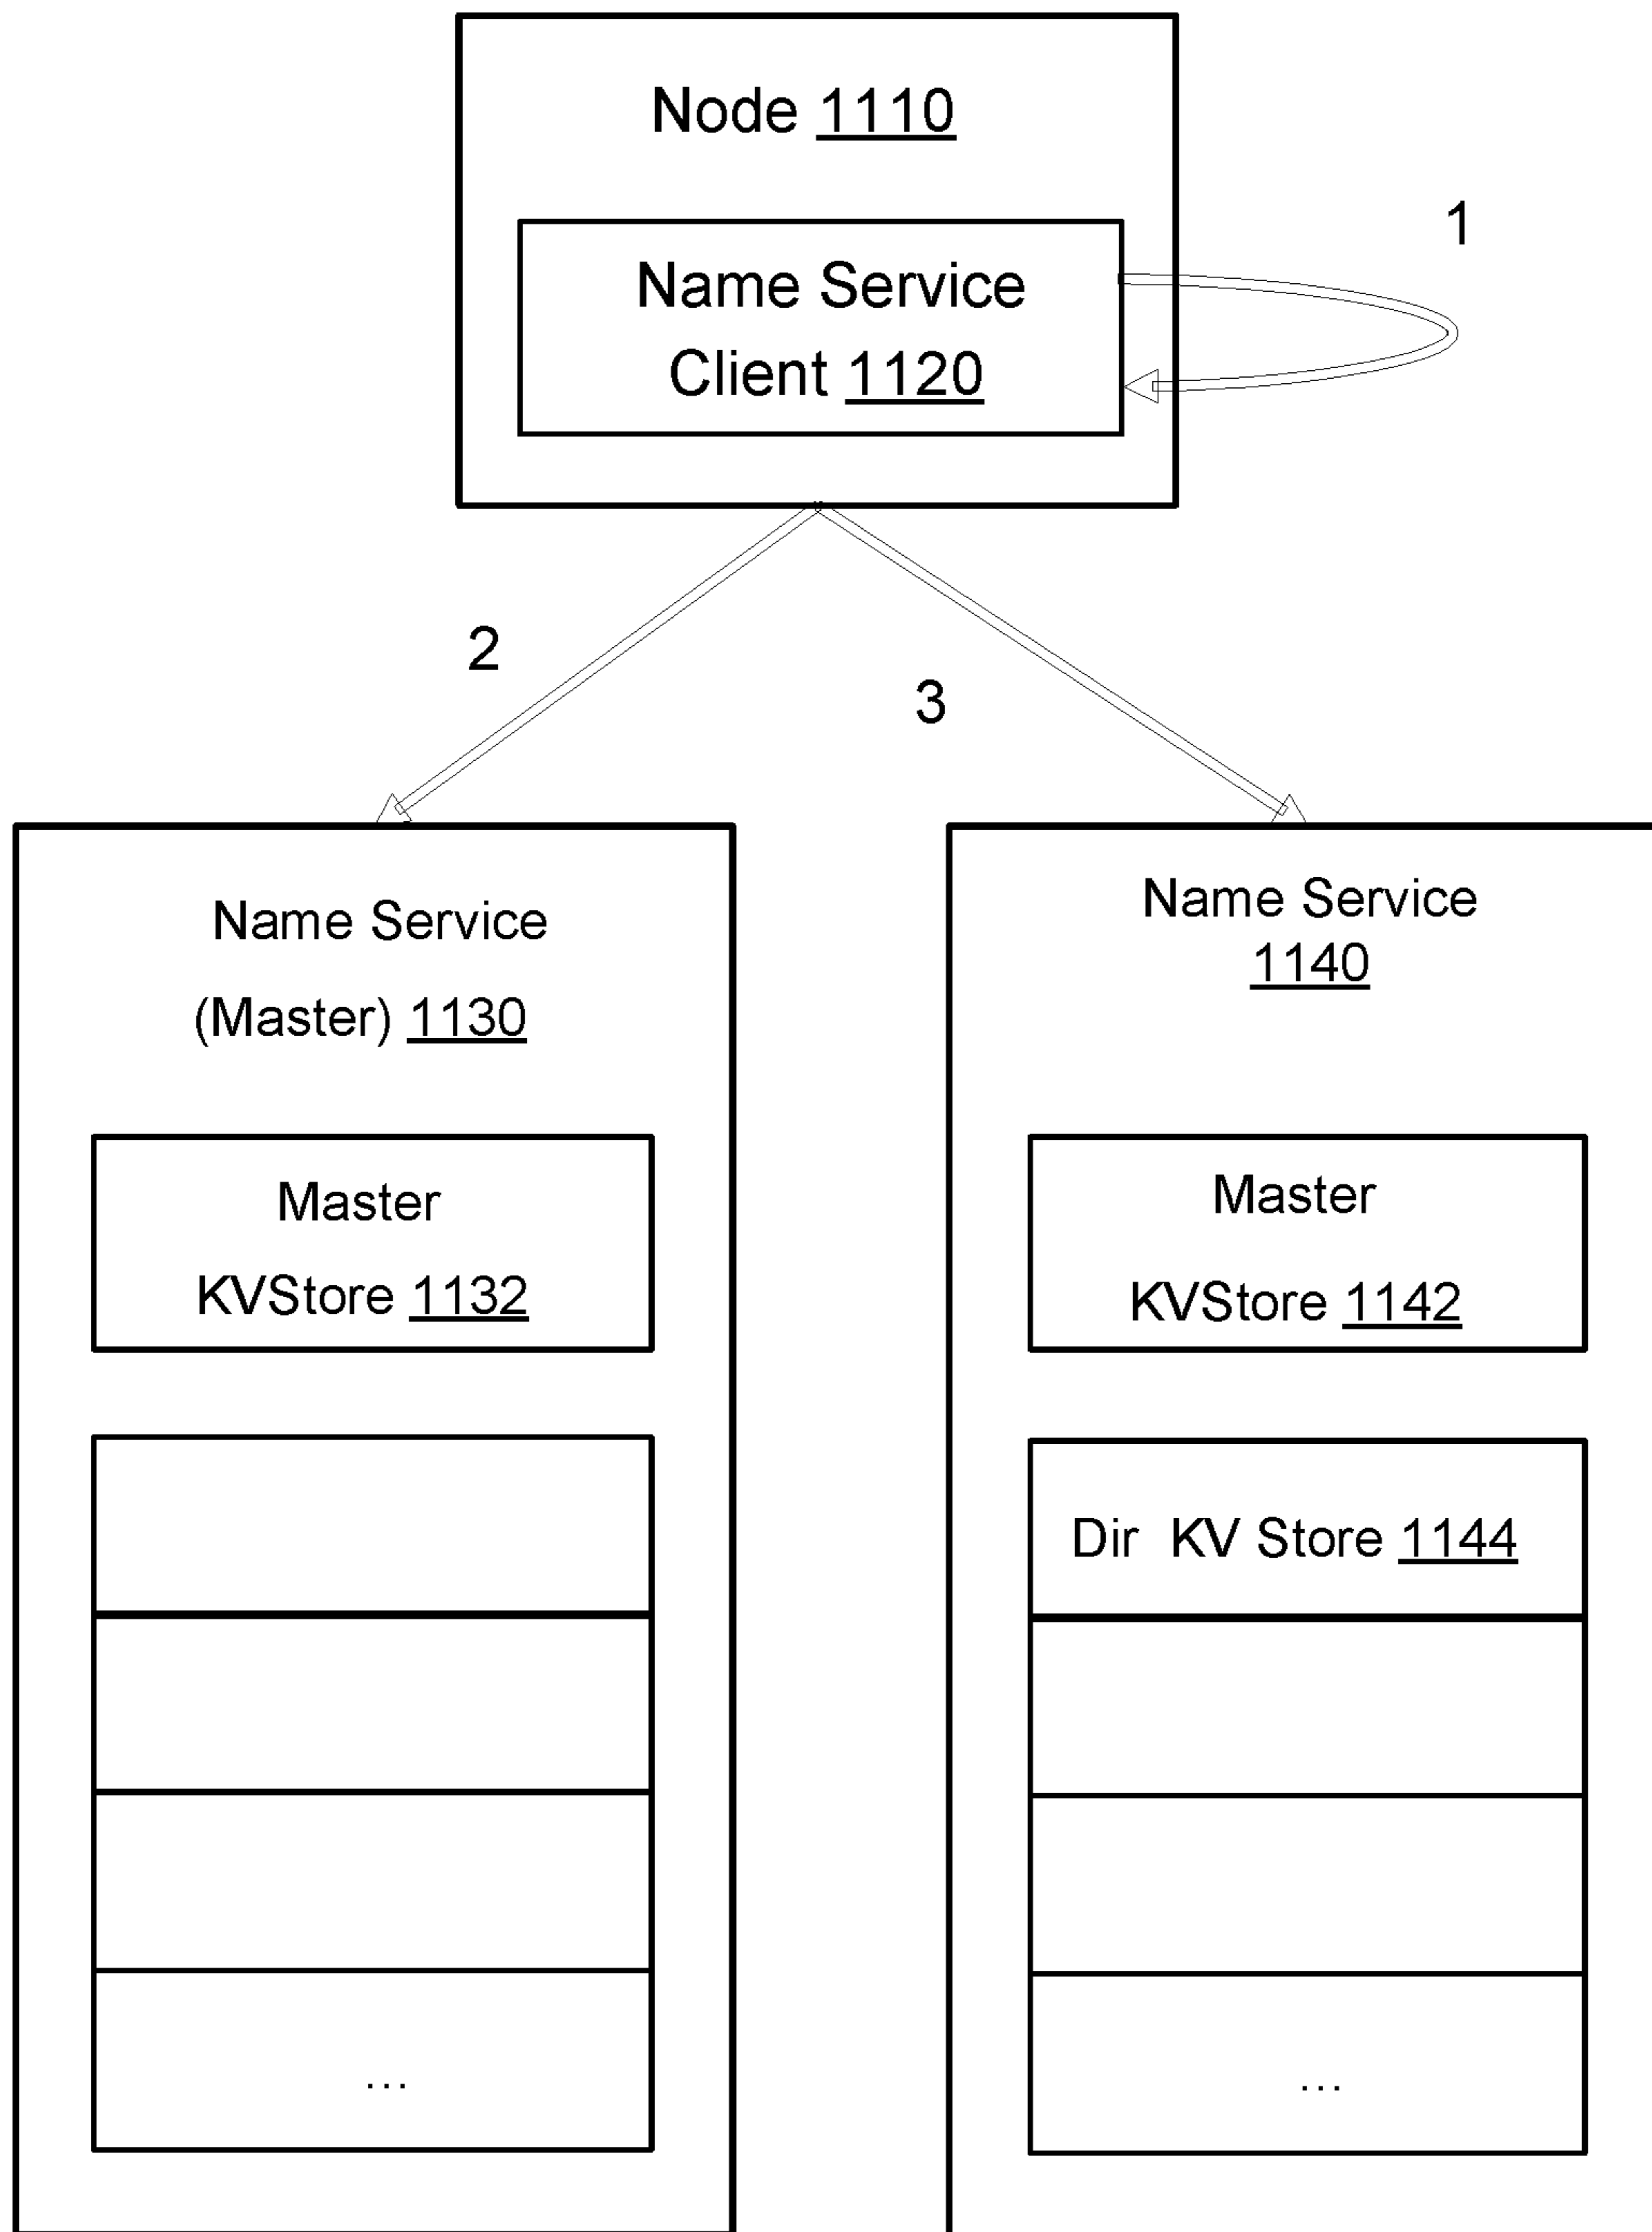 Node 1110
Name Service
Client 1120
1
2
3
Name Service
(Master) 1130
Master
KVStore 1132
...
Name Service
1140
Master
KVStore 1142
Dir KV Store 1144
...